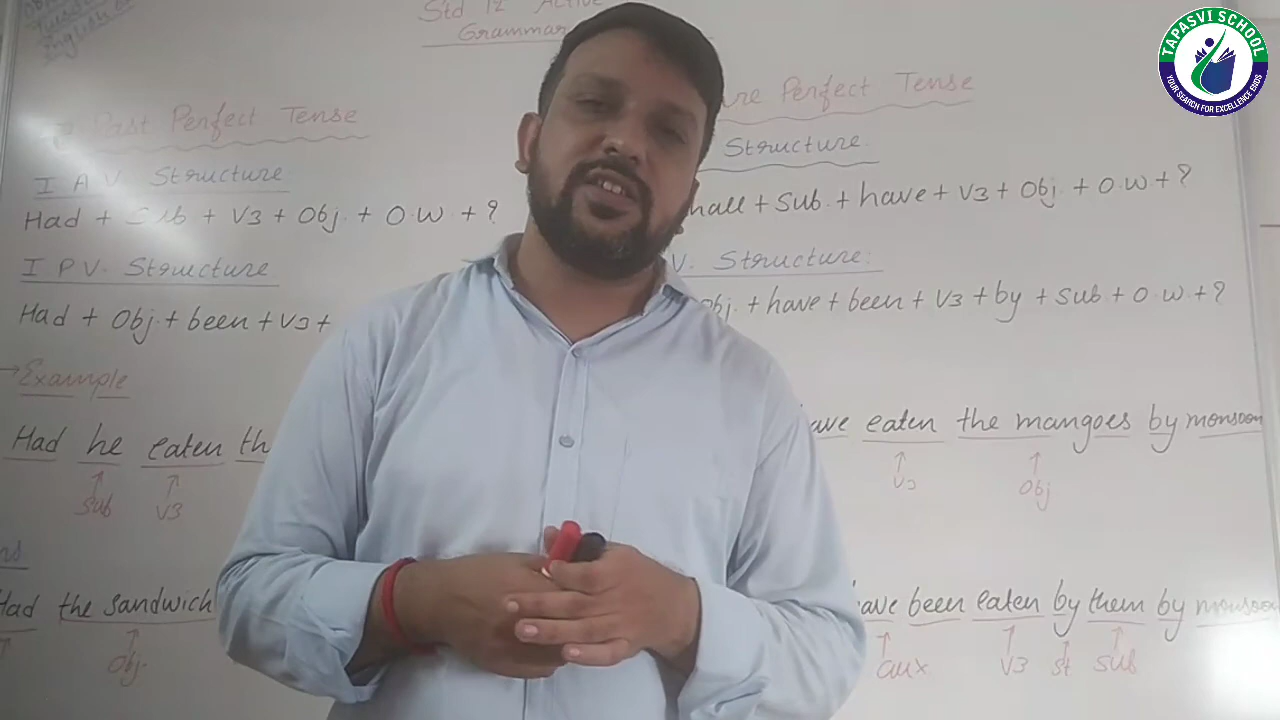 Std 12 Active
Grammar
Past Perfect Tense
I A V. Structure
Had + Sub + V3 + Obj. + O.W + ?
I P V. Structure
Had + Obj. + been + V3 +
→ Example
Had he eaten th
Sub V3
Had the sandwich
Obj.
ure Perfect Tense
Structure.
hall + Sub. + have + V3 + Obj. + O.W + ?
V. Structure:
Obj. + have + been + V3 + by + Sub + O.W + ?
ave eaten the mangoes by monsoon
V3 Obj
ave been eaten by them by monsoon
aux V3 st sub
TAPASVI SCHOOL
YOUR SEARCH FOR EXCELLENCE ENDS